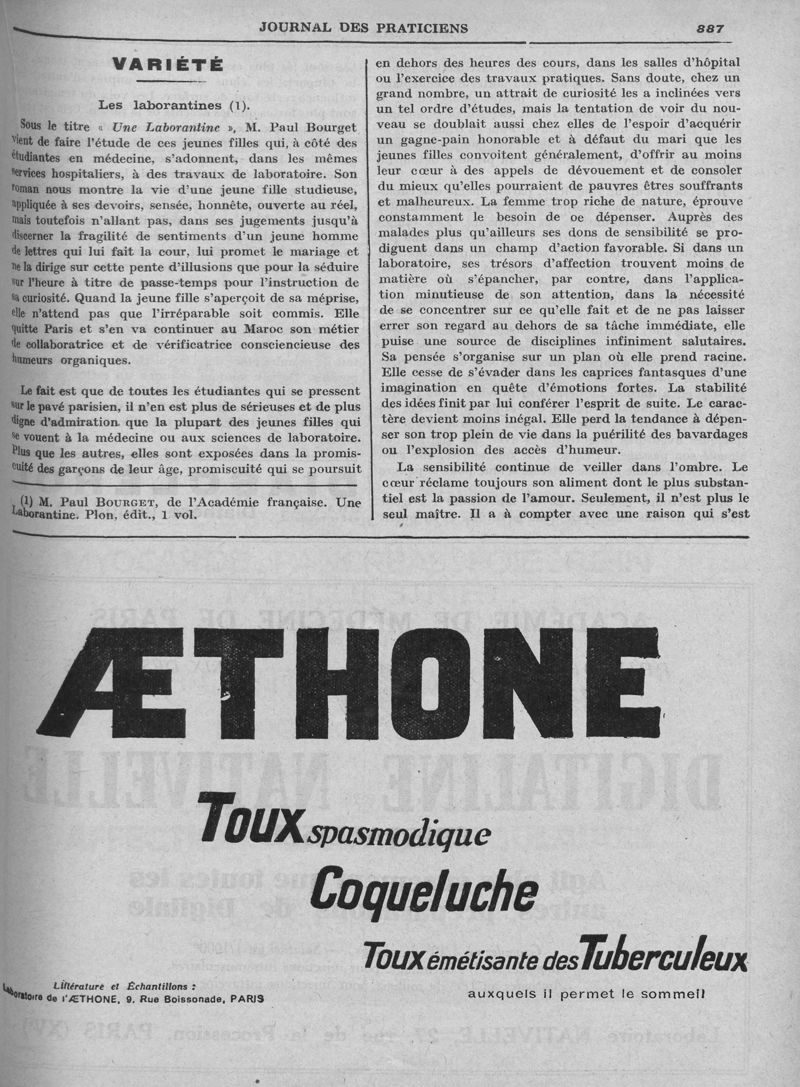 JOURNAL DES PRATICIENS 887
VARIÉTÉ
Les laborantines (1).
Sous le titre « Une Laborantine », M. Paul Bourget
vient de faire l'étude de ces jeunes filles qui, à côté des
étudiantes en médecine, s'adonnent, dans les mêmes
services hospitaliers, à des travaux de laboratoire. Son
roman nous montre la vie d'une jeune fille studieuse,
appliquée à ses devoirs, sensée, honnête, ouverte au réel,
mais toutefois n'allant pas, dans ses jugements jusqu'à
discerner la fragilité de sentiments d'un jeune homme
de lettres qui lui fait la cour, lui promet le mariage et
ne la dirige sur cette pente d'illusions que pour la séduire
sur l'heure à titre de passe-temps pour l'instruction de
sa curiosité. Quand la jeune fille s'aperçoit de sa méprise,
elle n'attend pas que l'irréparable soit commis. Elle
quitte Paris et s'en va continuer au Maroc son métier
de collaboratrice et de vérificatrice consciencieuse des
humeurs organiques.
Le fait est que de toutes les étudiantes qui se pressent
sur le pavé parisien, il n'en est plus de sérieuses et de plus
digne d'admiration que la plupart des jeunes filles qui
se vouent à la médecine ou aux sciences de laboratoire.
Plus que les autres, elles sont exposées dans la promis-
cuité des garçons de leur âge, promiscuité qui se poursuit
(1) M. Paul BOURGET, de l'Académie française. Une
Laborantine. Plon, édit., 1 vol.
en dehors des heures des cours, dans les salles d'hôpital
ou l'exercice des travaux pratiques. Sans doute, chez un
grand nombre, un attrait de curiosité les a inclinées vers
un tel ordre d'études, mais la tentation de voir du nou-
veau se doublait aussi chez elles de l'espoir d'acquérir
un gagne-pain honorable et à défaut du mari que les
jeunes filles convoitent généralement, d'offrir au moins
leur cœur à des appels de dévouement et de consoler
du mieux qu'elles pourraient de pauvres êtres souffrants
et malheureux. La femme trop riche de nature, éprouve
constamment le besoin de oe dépenser. Auprès des
malades plus qu'ailleurs ses dons de sensibilité se pro-
diguent dans un champ d'action favorable. Si dans un
laboratoire, ses trésors d'affection trouvent moins de
matière où s'épancher, par contre, dans l'applica-
tion minutieuse de son attention, dans la nécessité
de se concentrer sur ce qu'elle fait et de ne pas laisser
errer son regard au dehors de sa tâche immédiate, elle
puise une source de disciplines infiniment salutaires.
Sa pensée s'organise sur un plan où elle prend racine.
Elle cesse de s'évader dans les caprices fantasques d'une
imagination en quête d'émotions fortes. La stabilité
des idées finit par lui conférer l'esprit de suite. Le carac-
tère devient moins inégal. Elle perd la tendance à dépen-
ser son trop plein de vie dans la puérilité des bavardages
ou l'explosion des accès d'humeur.
La sensibilité continue de veiller dans l'ombre. Le
cœur réclame toujours son aliment dont le plus substan-
tiel est la passion de l'amour. Seulement, il n'est plus le
seul maître. Il a à compter avec une raison qui s'est
ÆTHONE
Toux spasmodique
Coqueluche
Toux émétisante des Tuberculeux
auxquels il permet le sommeil
Littérature et Échantillons :
Laboratoire de l'ÆTHONE, 9, Rue Boissonade, PARIS